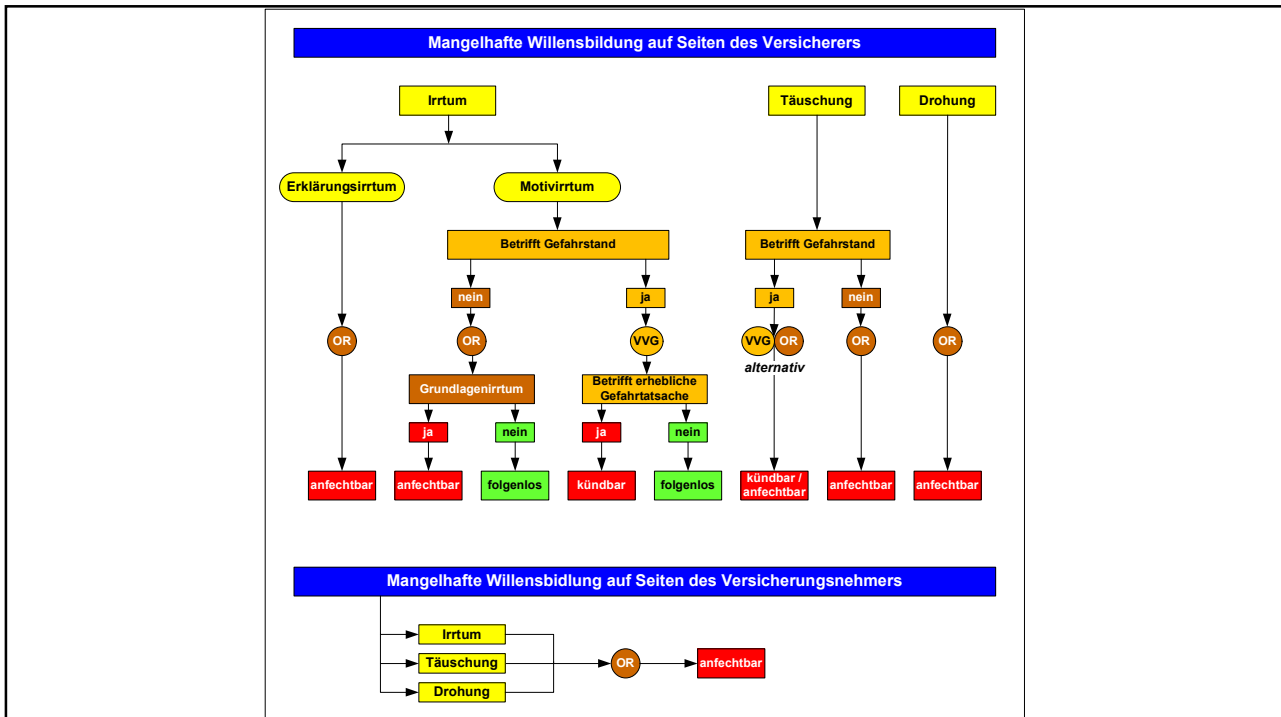 Mangelhafte Willensbildung auf Seiten des Versicherers
Irrtum
Täuschung
Drohung
Erklärungsirrtum
Motivirrtum
Betrifft Gefahrstand
Betrifft Gefahrstand
nein
ja
ja
nein
OR
OR
VVG
VVG
OR
OR
OR
alternativ
Grundlagenirrtum
Betrifft erhebliche
Gefahrtatsache
ja
nein
ja
nein
anfechtbar
anfechtbar
folgenlos
kündbar
folgenlos
kündbar /
anfechtbar
anfechtbar
anfechtbar
Mangelhafte Willensbidlung auf Seiten des Versicherungsnehmers
Irrtum
Täuschung
Drohung
OR
anfechtbar